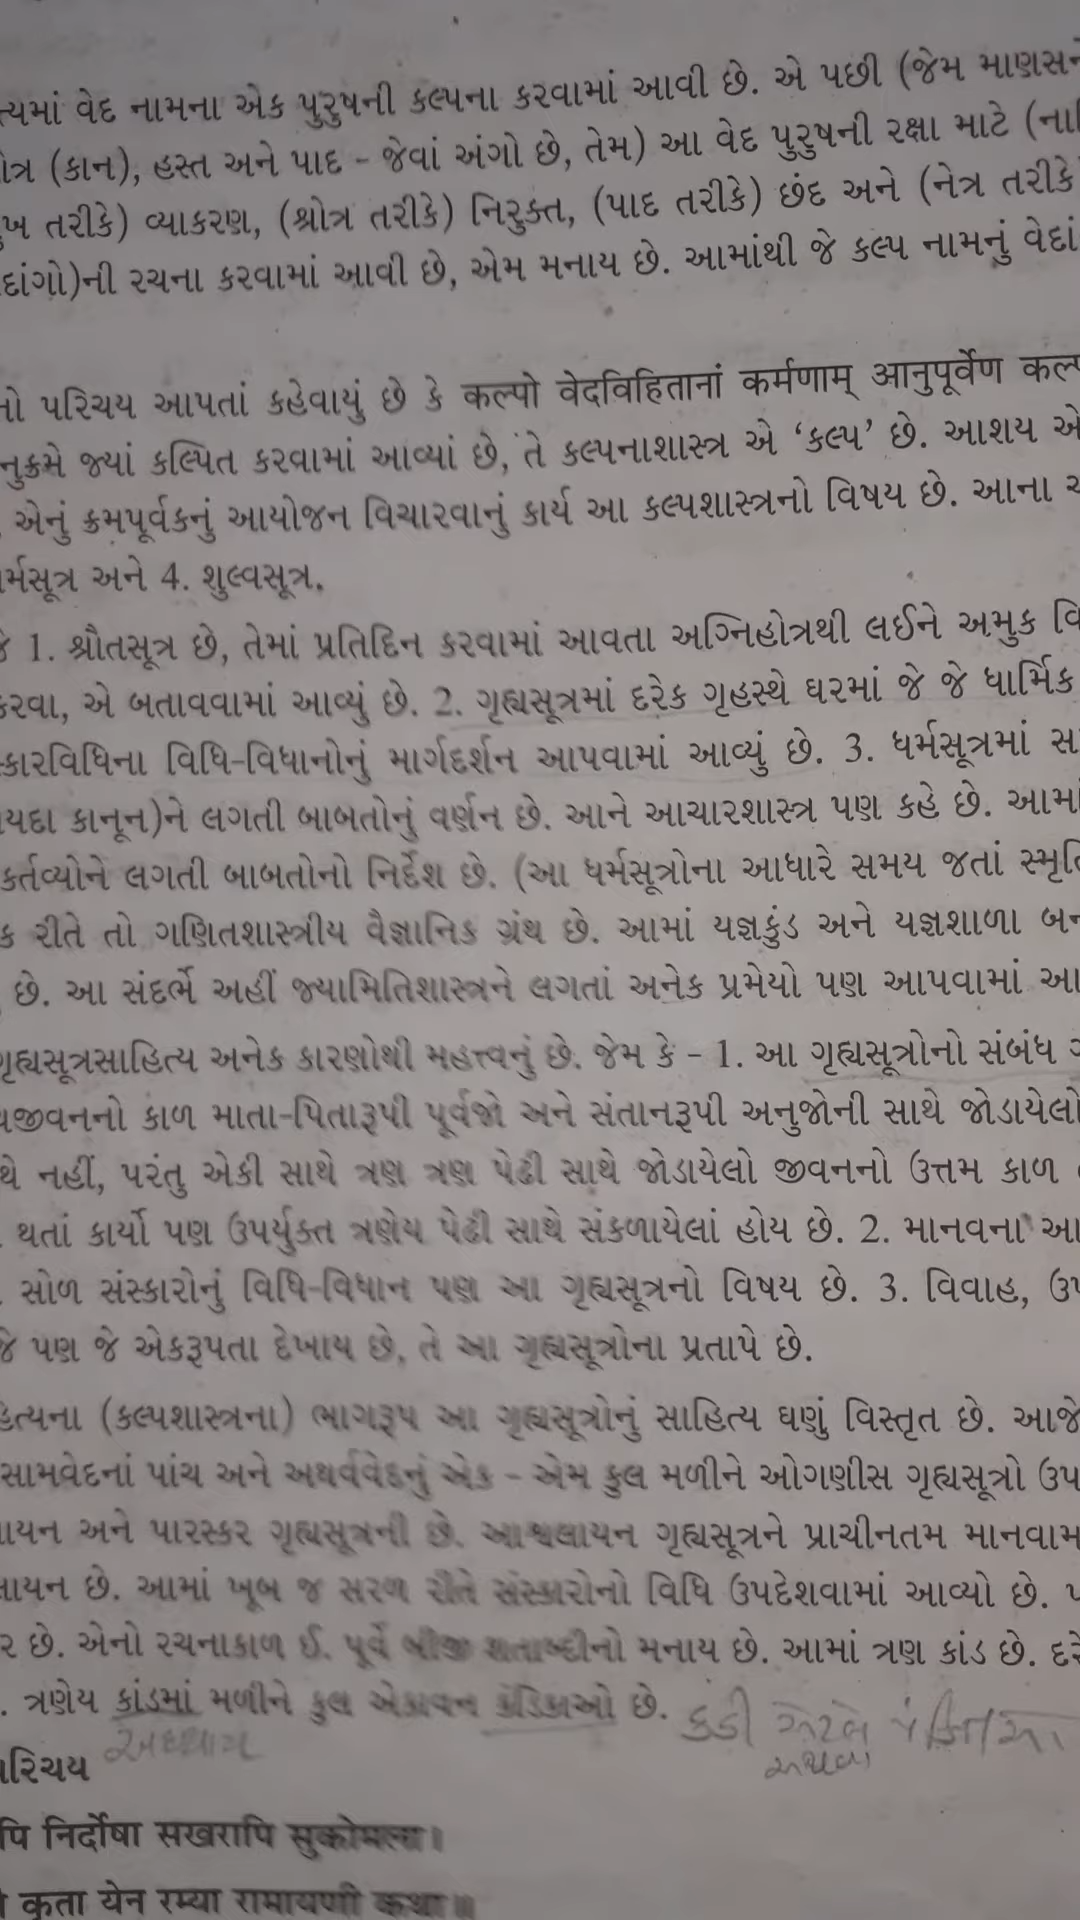 ત્યમાં વેદ નામના એક પુરુષની કલ્પના કરવામાં આવી છે. એ પછી (જેમ માણસને
ોત્ર (કાન), હસ્ત અને પાદ - જેવાં અંગો છે, તેમ) આ વેદ પુરુષની રક્ષા માટે (નાસિ
ુખ તરીકે) વ્યાકરણ, (શ્રોત્ર તરીકે) નિરુક્ત, (પાદ તરીકે) છંદ અને (નેત્ર તરીકે
દાંગો)ની રચના કરવામાં આવી છે, એમ મનાય છે. આમાંથી જે કલ્પ નામનું વેદાં
નો પરિચય આપતાં કહેવાયું છે કે कल्पो वेदविहितानां कर्मणाम् आनुपूर्वेण कल्प
નુક્રમે જ્યાં કલ્પિત કરવામાં આવ્યાં છે, તે કલ્પનાશાસ્ત્ર એ ‘કલ્પ’ છે. આશય એ
એનું ક્રમપૂર્વકનું આયોજન વિચારવાનું કાર્ય આ કલ્પશાસ્ત્રનો વિષય છે. આના
ર્મસૂત્ર અને 4. શુલ્વસૂત્ર.
1. શ્રૌતસૂત્ર છે, તેમાં પ્રતિદિન કરવામાં આવતા અગ્નિહોત્રથી લઈને અમુક વિ
કરવા, એ બતાવવામાં આવ્યું છે. 2. ગૃહ્યસૂત્રમાં દરેક ગૃહસ્થે ઘરમાં જે જે ધાર્મિક
સ્કારવિધિના વિધિ-વિધાનોનું માર્ગદર્શન આપવામાં આવ્યું છે. 3. ધર્મસૂત્રમાં સ
યદા કાનૂન)ને લગતી બાબતોનું વર્ણન છે. આને આચારશાસ્ત્ર પણ કહે છે. આમાં
કર્તવ્યોને લગતી બાબતોનો નિર્દેશ છે. (આ ધર્મસૂત્રોના આધારે સમય જતાં સ્મૃતિ
ક રીતે તો ગણિતશાસ્ત્રીય વૈજ્ઞાનિક ગ્રંથ છે. આમાં યજ્ઞકુંડ અને યજ્ઞશાળા બન
છે. આ સંદર્ભે અહીં જ્યામિતિશાસ્ત્રને લગતાં અનેક પ્રમેયો પણ આપવામાં આ
ગૃહ્યસૂત્રસાહિત્ય અનેક કારણોથી મહત્ત્વનું છે. જેમ કે - 1. આ ગૃહ્યસૂત્રોનો સંબંધ
યજીવનનો કાળ માતા-પિતારૂપી પૂર્વજો અને સંતાનરૂપી અનુજોની સાથે જોડાયેલો
થે નહીં, પરંતુ એકી સાથે ત્રણ ત્રણ પેઢી સાથે જોડાયેલો જીવનનો ઉત્તમ કાળ
થતાં કાર્યો પણ ઉપર્યુક્ત ત્રણેય પેઢી સાથે સંકળાયેલાં હોય છે. 2. માનવના આ
સોળ સંસ્કારોનું વિધિ-વિધાન પણ આ ગૃહ્યસૂત્રનો વિષય છે. 3. વિવાહ, ઉપ
જે પણ જે એકરૂપતા દેખાય છે, તે આ ગૃહ્યસૂત્રોના પ્રતાપે છે.
હિત્યના (કલ્પશાસ્ત્રના) ભાગરૂપ આ ગૃહ્યસૂત્રોનું સાહિત્ય ઘણું વિસ્તૃત છે. આજે
સામવેદનાં પાંચ અને અથર્વવેદનું એક - એમ કુલ મળીને ઓગણીસ ગૃહ્યસૂત્રો ઉપ
ાયન અને પારસ્કર ગૃહ્યસૂત્રની છે. આશ્વલાયન ગૃહ્યસૂત્રને પ્રાચીનતમ માનવામ
લાયન છે. આમાં ખૂબ જ સરળ રીતે સંસ્કારોનો વિધિ ઉપદેશવામાં આવ્યો છે.
ર છે. એનો રચનાકાળ ઈ. પૂર્વે બીજી શતાબ્દીનો મનાય છે. આમાં ત્રણ કાંડ છે. દરે
. ત્રણેય કાંડમાં મળીને કુલ એકાવન કંડિકાઓ છે. કડી એટલે
અધ્યાય અથવા
રિચય
पि निर्दोषा सखरापि सुकोमला।
कृता येन रम्या रामायणी कथा॥